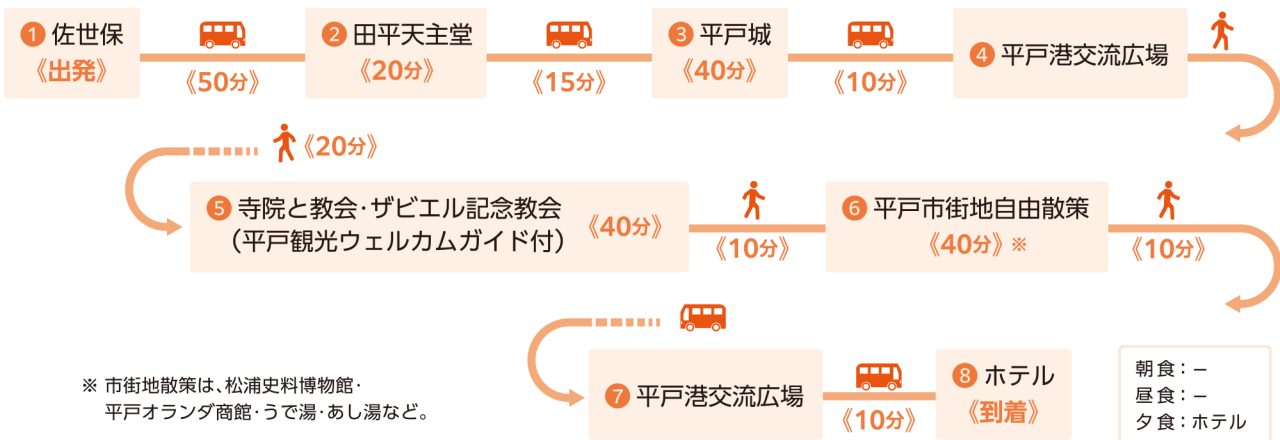 ① 佐世保
《出発》
《50分》
② 田平天主堂
《20分》
《15分》
③ 平戸城
《40分》
《10分》
④ 平戸港交流広場
《20分》
⑤ 寺院と教会・ザビエル記念教会
（平戸観光ウェルカムガイド付）
《40分》
《10分》
⑥ 平戸市街地自由散策
《40分》※
《10分》
⑦ 平戸港交流広場
《10分》
⑧ ホテル
《到着》
※ 市街地散策は、松浦史料博物館・
平戸オランダ商館・うで湯・あし湯など。
朝食：−
昼食：−
夕食：ホテル